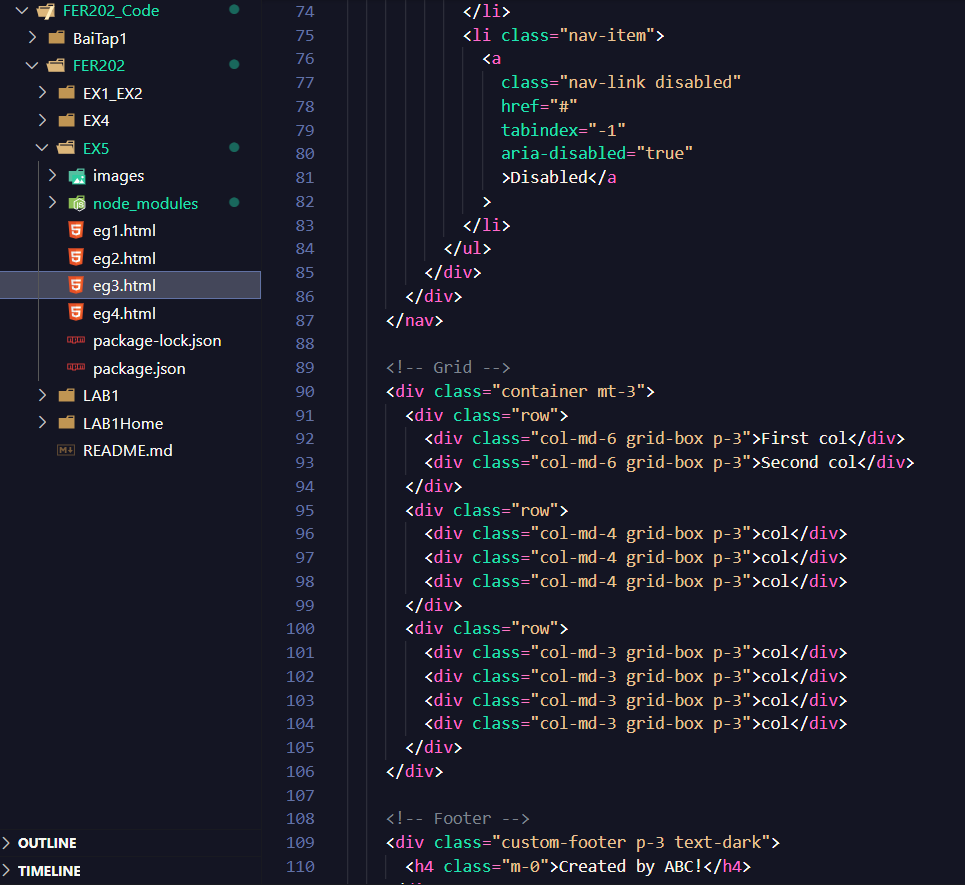 FER202_Code
BaiTap1
FER202
EX1_EX2
EX4
EX5
images
node_modules
eg1.html
eg2.html
eg3.html
eg4.html
package-lock.json
package.json
LAB1
LAB1Home
README.md
OUTLINE
TIMELINE
74 </li>
75 <li class="nav-item">
76 <a
77 class="nav-link disabled"
78 href="#"
79 tabindex="-1"
80 aria-disabled="true"
81 >Disabled</a
82 >
83 </li>
84 </ul>
85 </div>
86 </div>
87 </nav>
88
89 <!-- Grid -->
90 <div class="container mt-3">
91 <div class="row">
92 <div class="col-md-6 grid-box p-3">First col</div>
93 <div class="col-md-6 grid-box p-3">Second col</div>
94 </div>
95 <div class="row">
96 <div class="col-md-4 grid-box p-3">col</div>
97 <div class="col-md-4 grid-box p-3">col</div>
98 <div class="col-md-4 grid-box p-3">col</div>
99 </div>
100 <div class="row">
101 <div class="col-md-3 grid-box p-3">col</div>
102 <div class="col-md-3 grid-box p-3">col</div>
103 <div class="col-md-3 grid-box p-3">col</div>
104 <div class="col-md-3 grid-box p-3">col</div>
105 </div>
106 </div>
107
108 <!-- Footer -->
109 <div class="custom-footer p-3 text-dark">
110 <h4 class="m-0">Created by ABC!</h4>